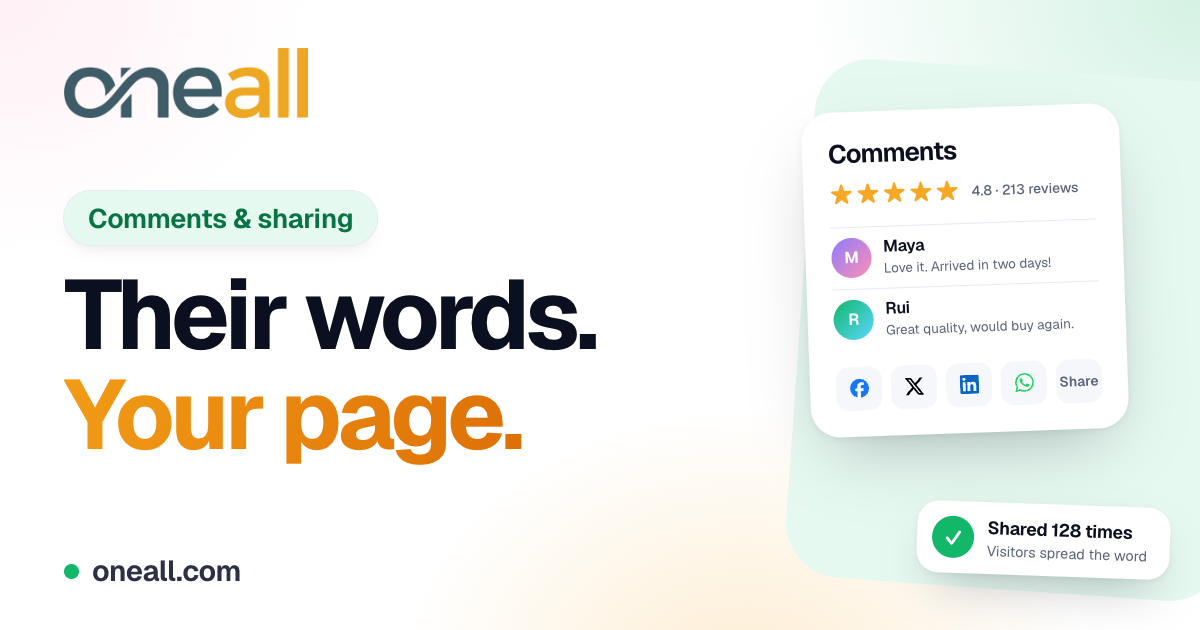 oneall
Comments & sharing
Their words.
Your page.
oneall.com
Comments
4.8 · 213 reviews
M
Maya
Love it. Arrived in two days!
R
Rui
Great quality, would buy again.
Share
Shared 128 times
Visitors spread the word